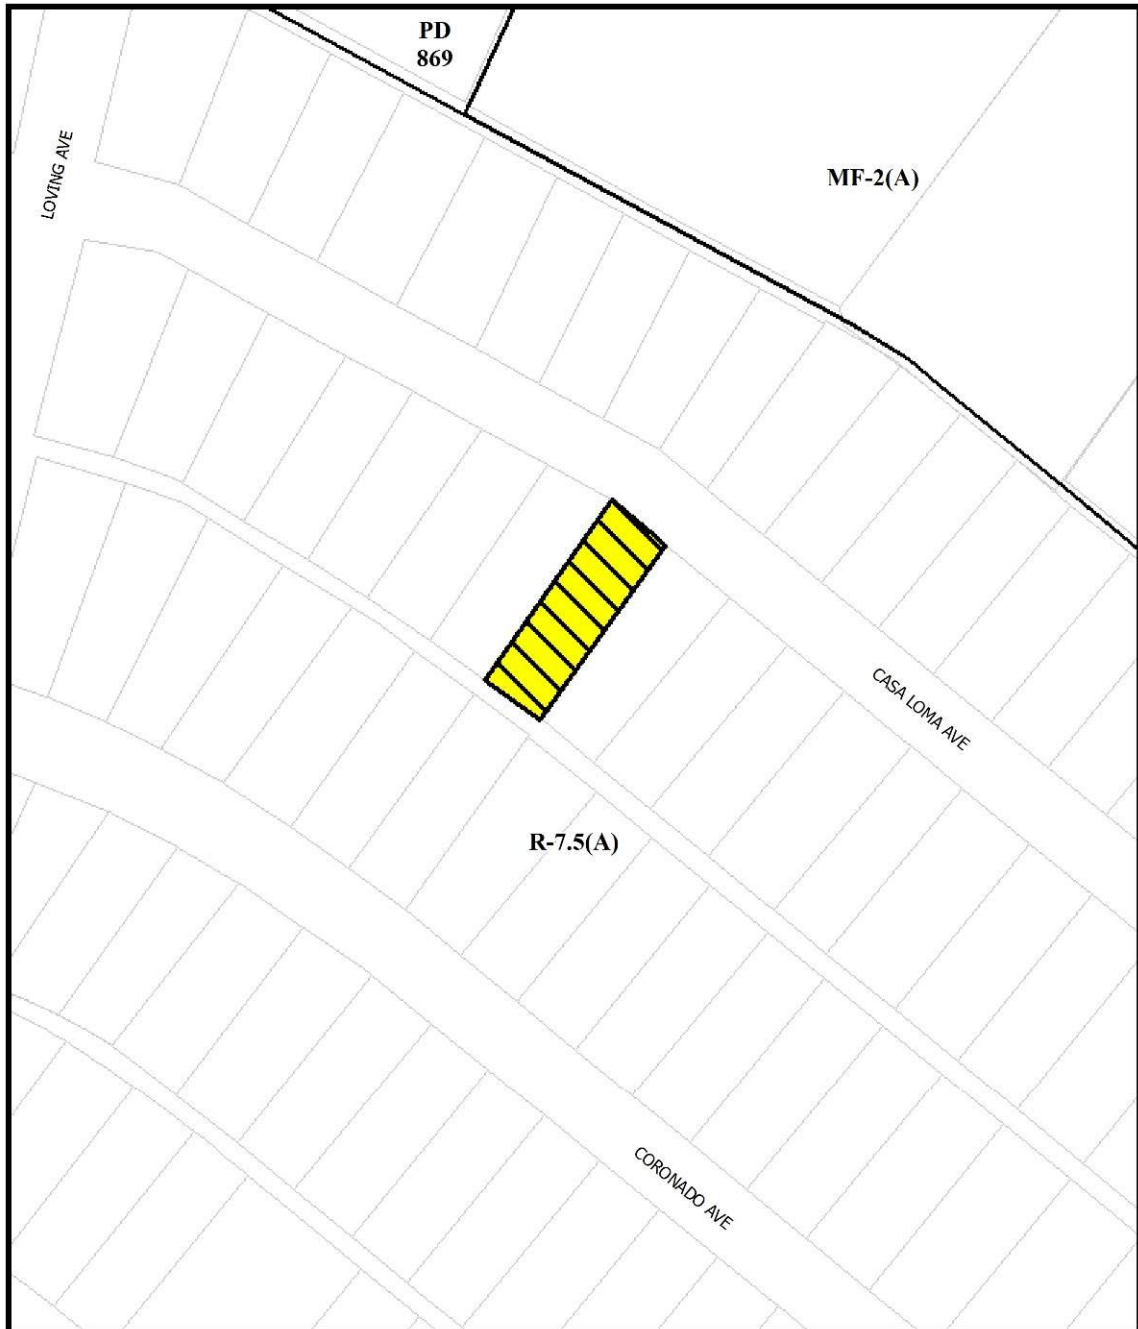 PD
869
LOVING AVE
MF-2(A)
CASA LOMA AVE
R-7.5(A)
CORONADO AVE